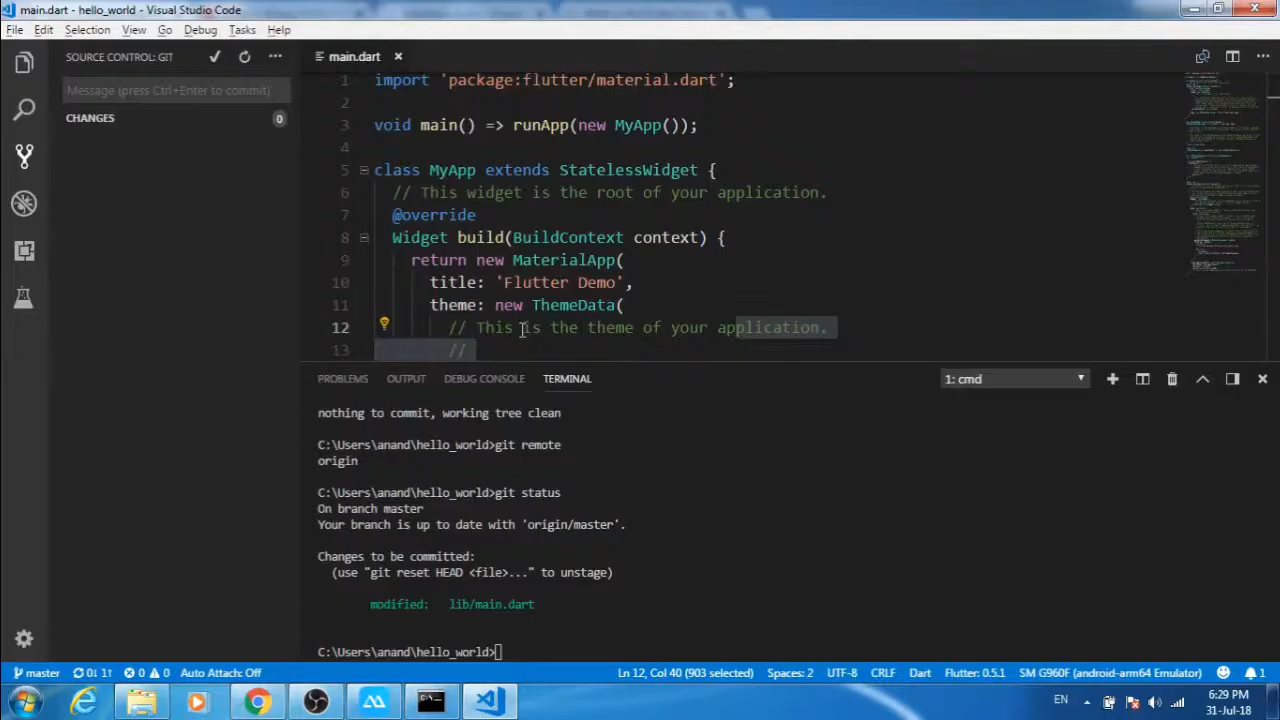 main.dart - hello_world - Visual Studio Code
File Edit Selection View Go Debug Tasks Help
SOURCE CONTROL: GIT
Message (press Ctrl+Enter to commit)
CHANGES 0
main.dart
1 import 'package:flutter/material.dart';
2
3 void main() => runApp(new MyApp());
4
5 class MyApp extends StatelessWidget {
6 // This widget is the root of your application.
7 @override
8 Widget build(BuildContext context) {
9 return new MaterialApp(
10 title: 'Flutter Demo',
11 theme: new ThemeData(
12 // This is the theme of your application.
13 //
PROBLEMS OUTPUT DEBUG CONSOLE TERMINAL 1: cmd
nothing to commit, working tree clean
C:\Users\anand\hello_world>git remote
origin
C:\Users\anand\hello_world>git status
On branch master
Your branch is up to date with 'origin/master'.
Changes to be committed:
(use "git reset HEAD <file>..." to unstage)
modified: lib/main.dart
C:\Users\anand\hello_world>
master 0↓ 1↑ 0 0 Auto Attach: Off Ln 12, Col 40 (903 selected) Spaces: 2 UTF-8 CRLF Dart Flutter: 0.5.1 SM G960F (android-arm64 Emulator) 1
EN 6:29 PM
31-Jul-18